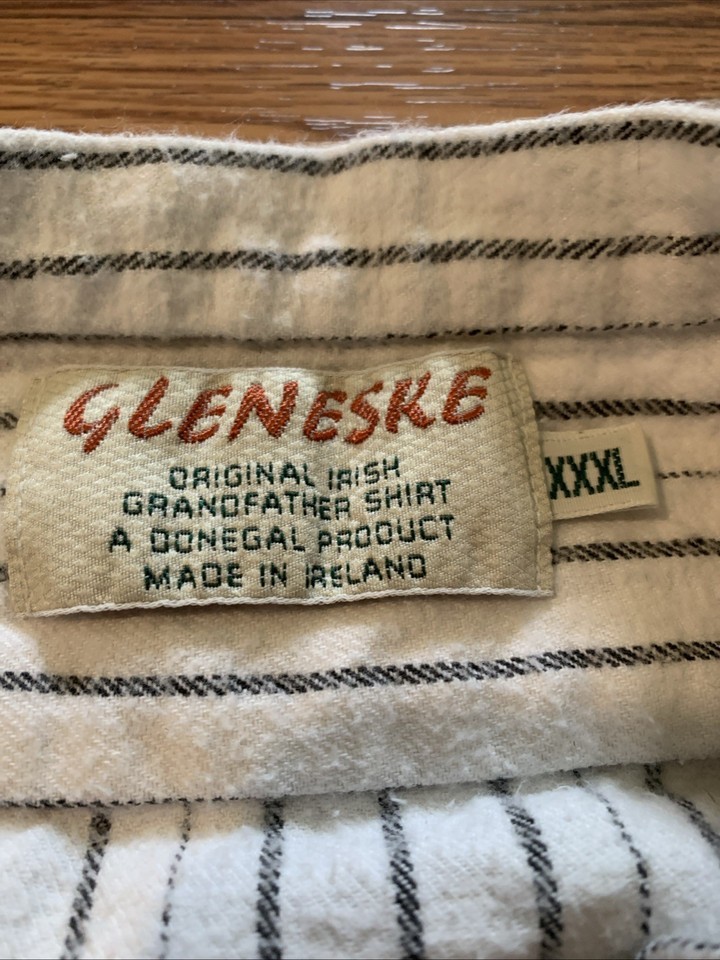 GLENESKE
ORIGINAL IRISH
GRANDFATHER SHIRT
A DONEGAL PRODUCT
MADE IN IRELAND
XXXL